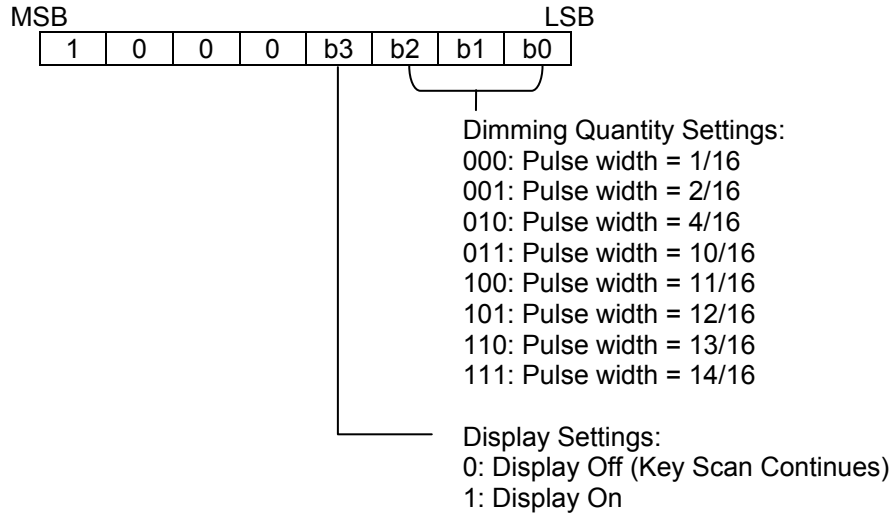 MSB LSB
1 0 0 0 b3 b2 b1 b0
Dimming Quantity Settings:
000: Pulse width = 1/16
001: Pulse width = 2/16
010: Pulse width = 4/16
011: Pulse width = 10/16
100: Pulse width = 11/16
101: Pulse width = 12/16
110: Pulse width = 13/16
111: Pulse width = 14/16
Display Settings:
0: Display Off (Key Scan Continues)
1: Display On